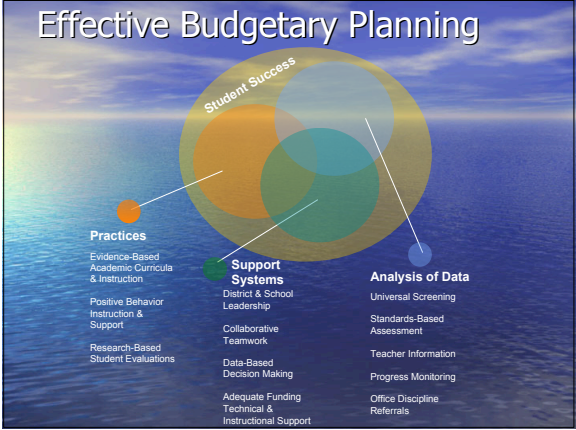 Effective Budgetary Planning
Student Success
Practices
Evidence-Based
Academic Curricula
& Instruction
Positive Behavior
Instruction &
Support
Research-Based
Student Evaluations
Support
Systems
District & School
Leadership
Collaborative
Teamwork
Data-Based
Decision Making
Adequate Funding
Technical &
Instructional Support
Analysis of Data
Universal Screening
Standards-Based
Assessment
Teacher Information
Progress Monitoring
Office Discipline
Referrals